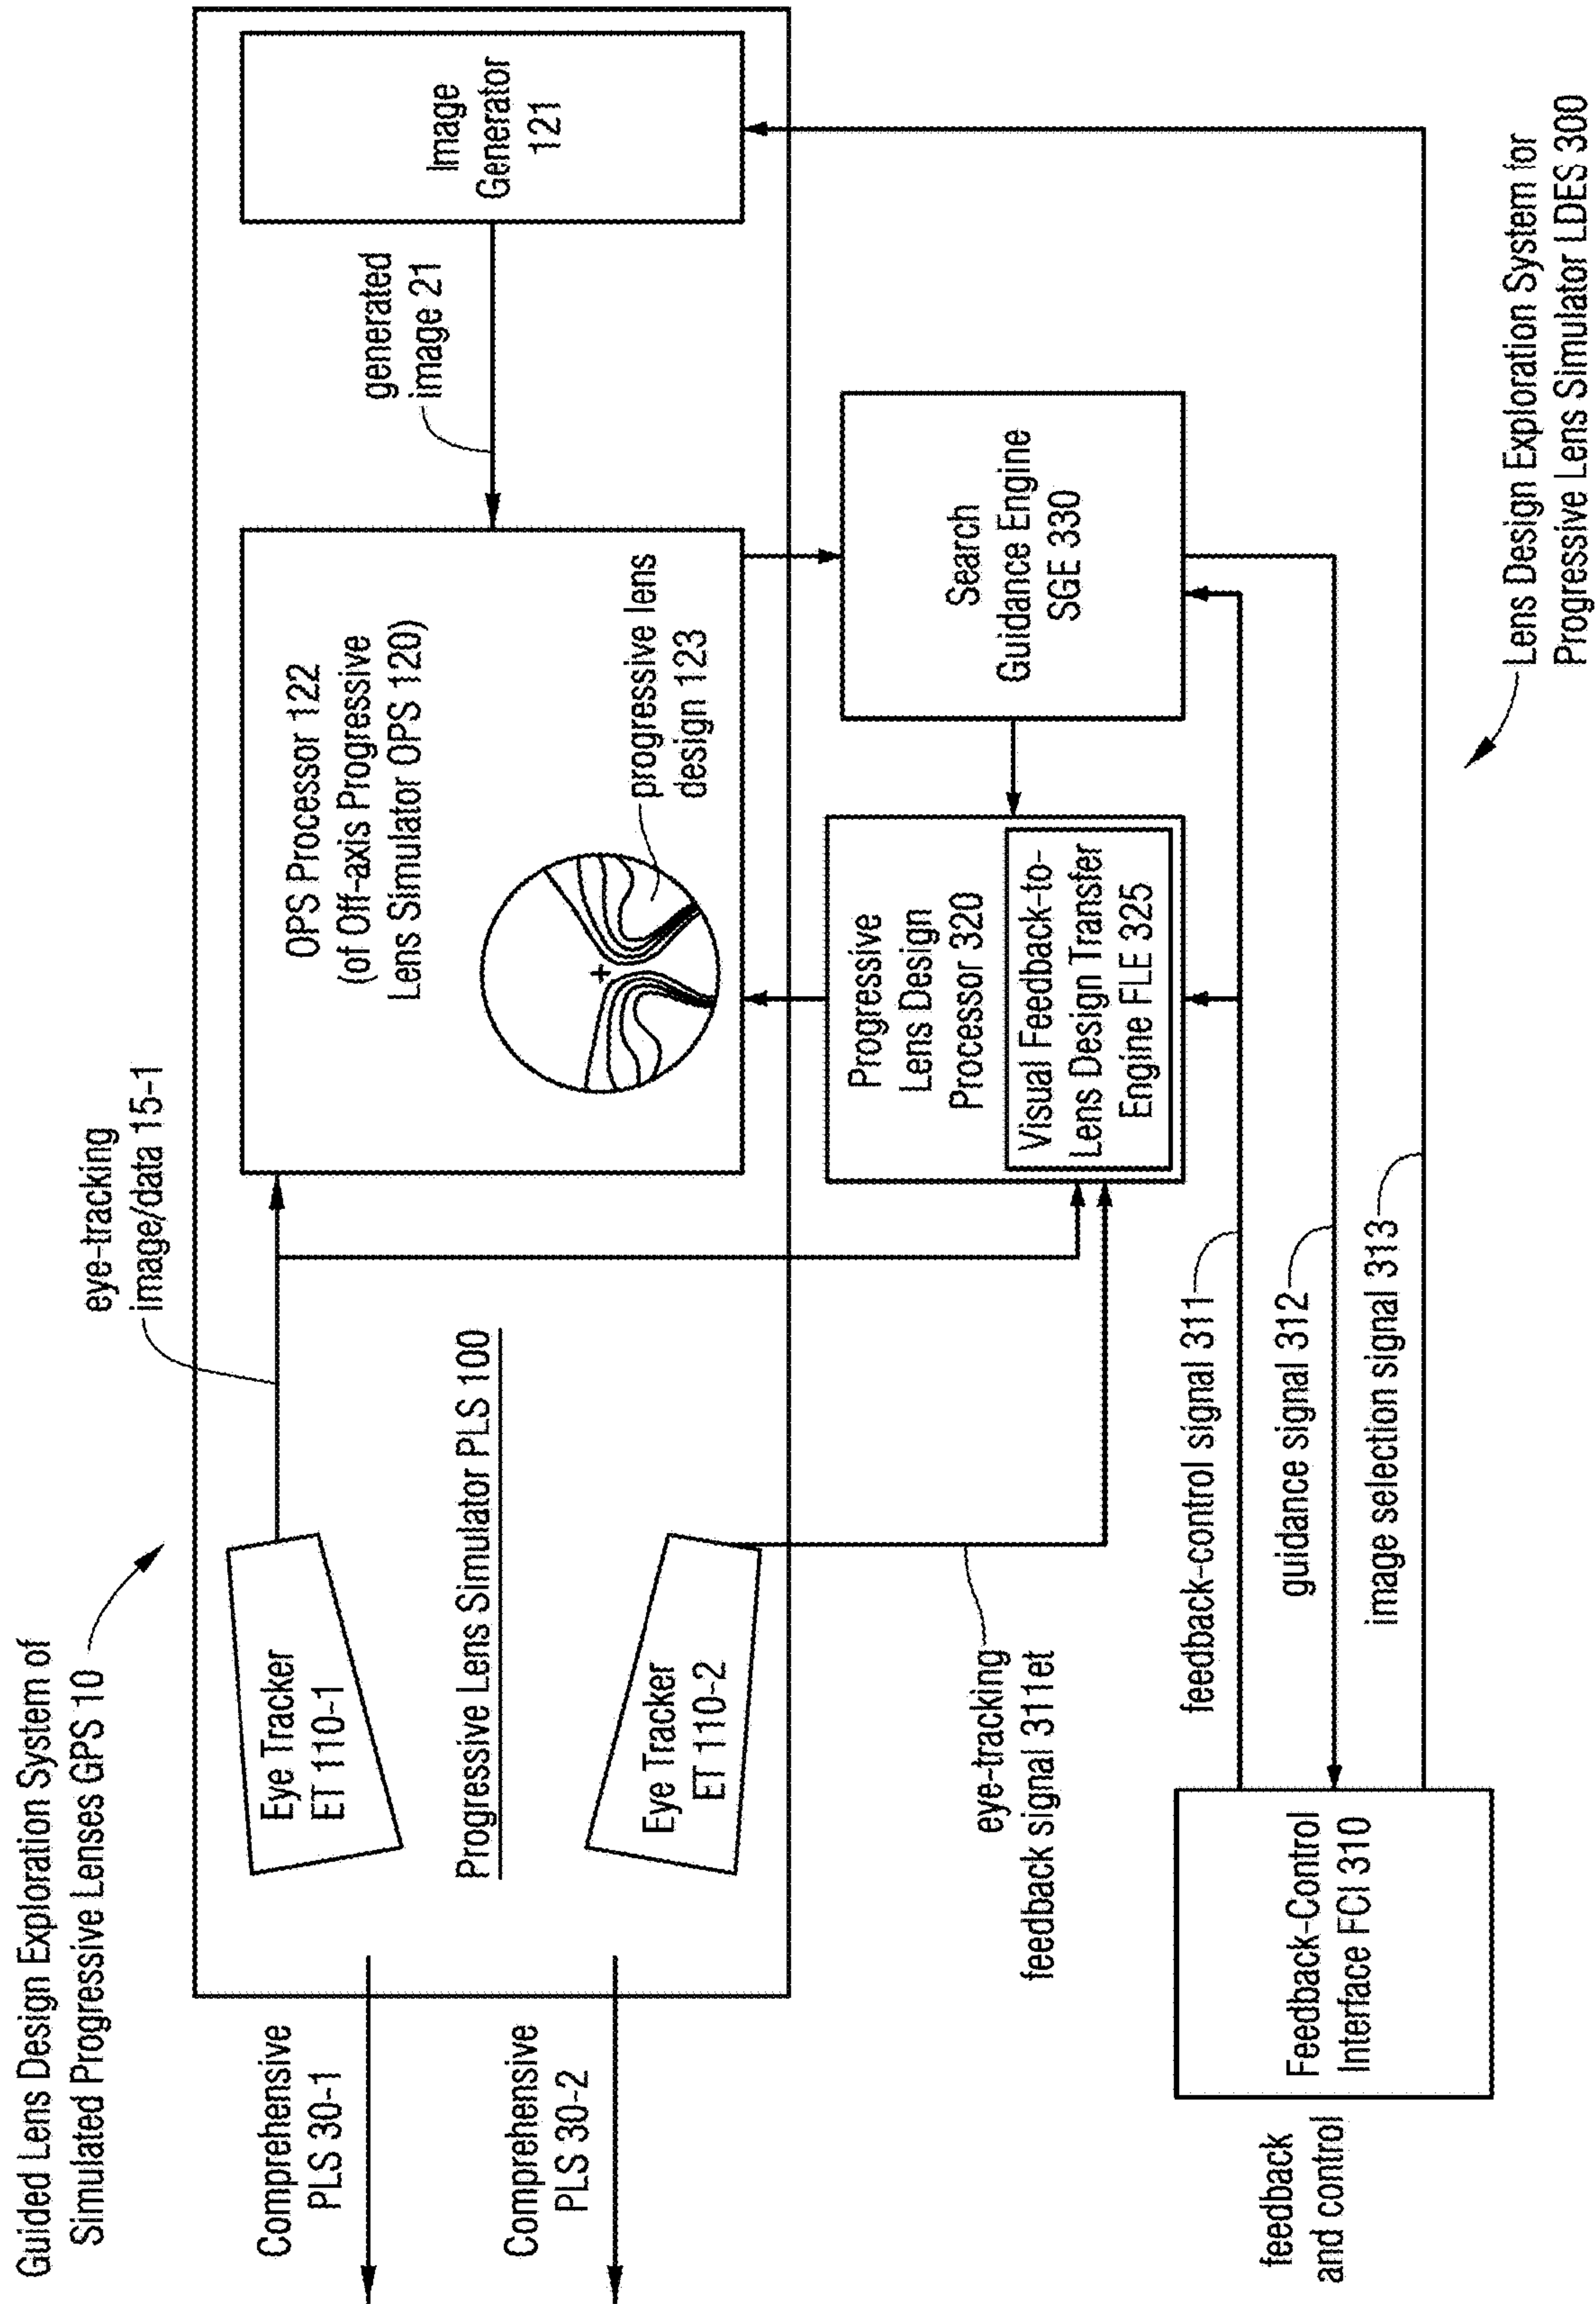 Guided Lens Design Exploration System of
Simulated Progressive Lenses GPS 10
eye-tracking
image/data 15-1
Comprehensive
PLS 30-1
Comprehensive
PLS 30-2
Eye Tracker
ET 110-1
Progressive Lens Simulator PLS 100
Eye Tracker
ET 110-2
OPS Processor 122
(of Off-axis Progressive
Lens Simulator OPS 120)
progressive lens
design 123
generated
image 21
Image
Generator
121
eye-tracking
feedback signal 311et
Progressive
Lens Design
Processor 320
Visual Feedback-to-
Lens Design Transfer
Engine FLE 325
Search
Guidance Engine
SGE 330
feedback-control signal 311
guidance signal 312
image selection signal 313
feedback
and control
Feedback-Control
Interface FCI 310
Lens Design Exploration System for
Progressive Lens Simulator LDES 300